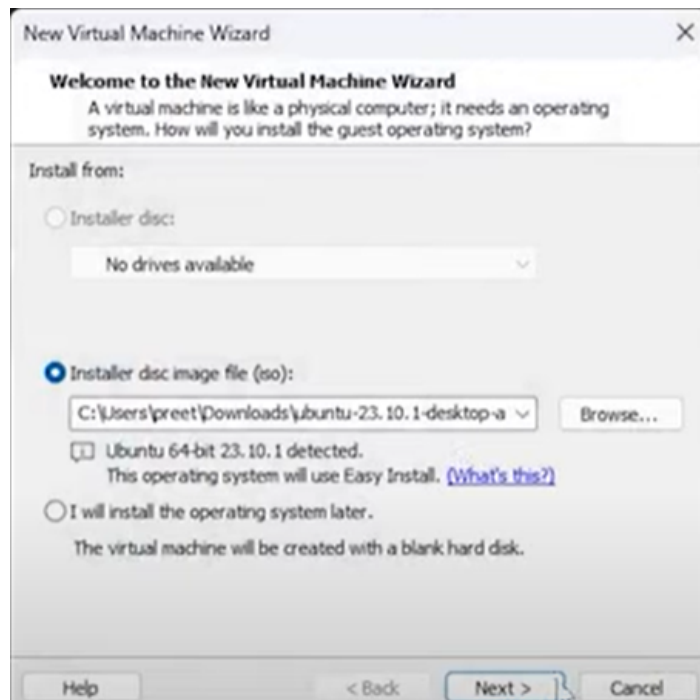 New Virtual Machine Wizard
Welcome to the New Virtual Machine Wizard
A virtual machine is like a physical computer; it needs an operating
system. How will you install the guest operating system?
Install from:
Installer disc:
No drives available
Installer disc image file (iso):
C:\Users\preet\Downloads\ubuntu-23.10.1-desktop-a
Browse...
Ubuntu 64-bit 23.10.1 detected.
This operating system will use Easy Install. (What's this?)
I will install the operating system later.
The virtual machine will be created with a blank hard disk.
Help
< Back
Next >
Cancel